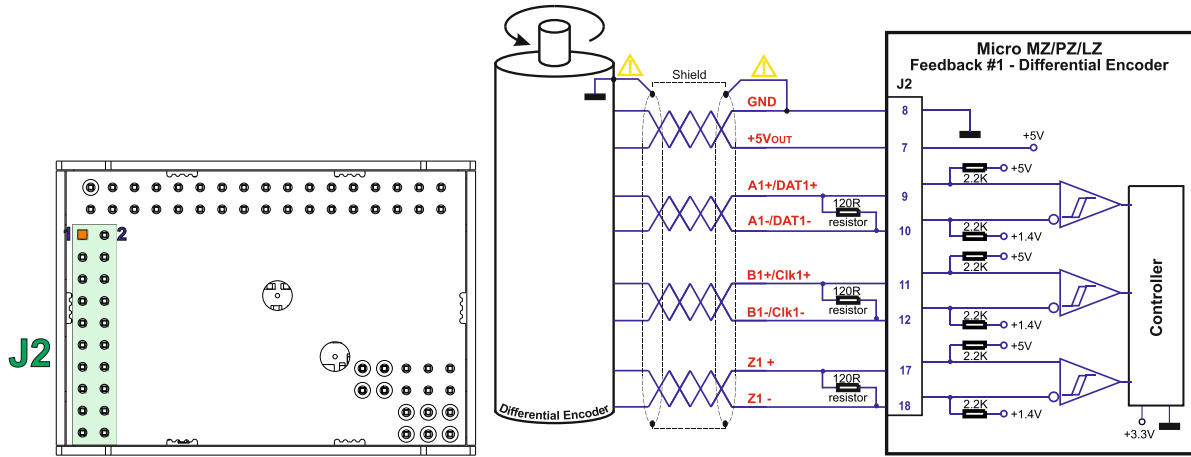 Micro MZ/PZ/LZ
Feedback #1 - Differential Encoder
Shield
J2
GND
8
+5VOUT
7
+5V
+5V
2.2K
A1+/DAT1+
9
120R
resistor
A1-/DAT1-
10
2.2K
+1.4V
+5V
2.2K
B1+/Clk1+
11
120R
resistor
B1-/Clk1-
12
2.2K
+1.4V
+5V
2.2K
Z1 +
17
120R
resistor
Z1 -
18
2.2K
+1.4V
Controller
+3.3V
Differential Encoder
1
2
J2